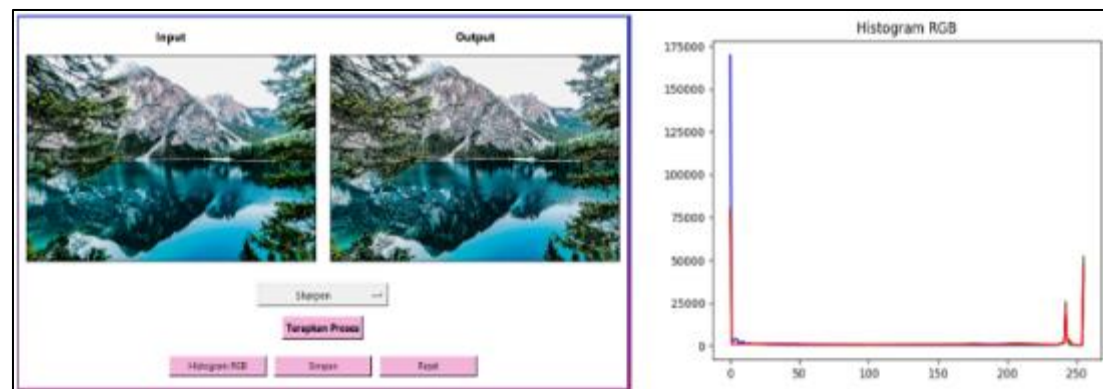 Input
Output
Sharpen
Terapkan Proses
Histogram RGB
Simpan
Reset
Histogram RGB
175000
150000
125000
100000
75000
50000
25000
0
0
50
100
150
200
250